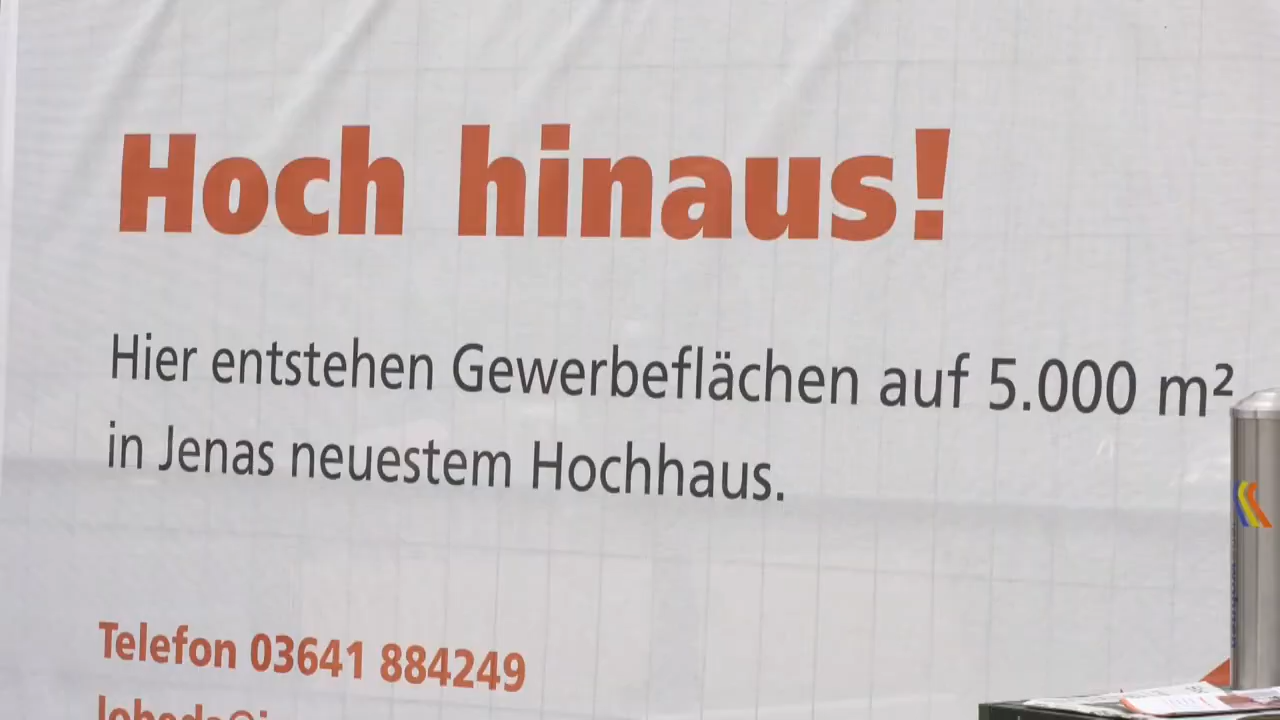 Hoch hinaus!
Hier entstehen Gewerbeflächen auf 5.000 m²
in Jenas neuestem Hochhaus.
Telefon 03641 884249